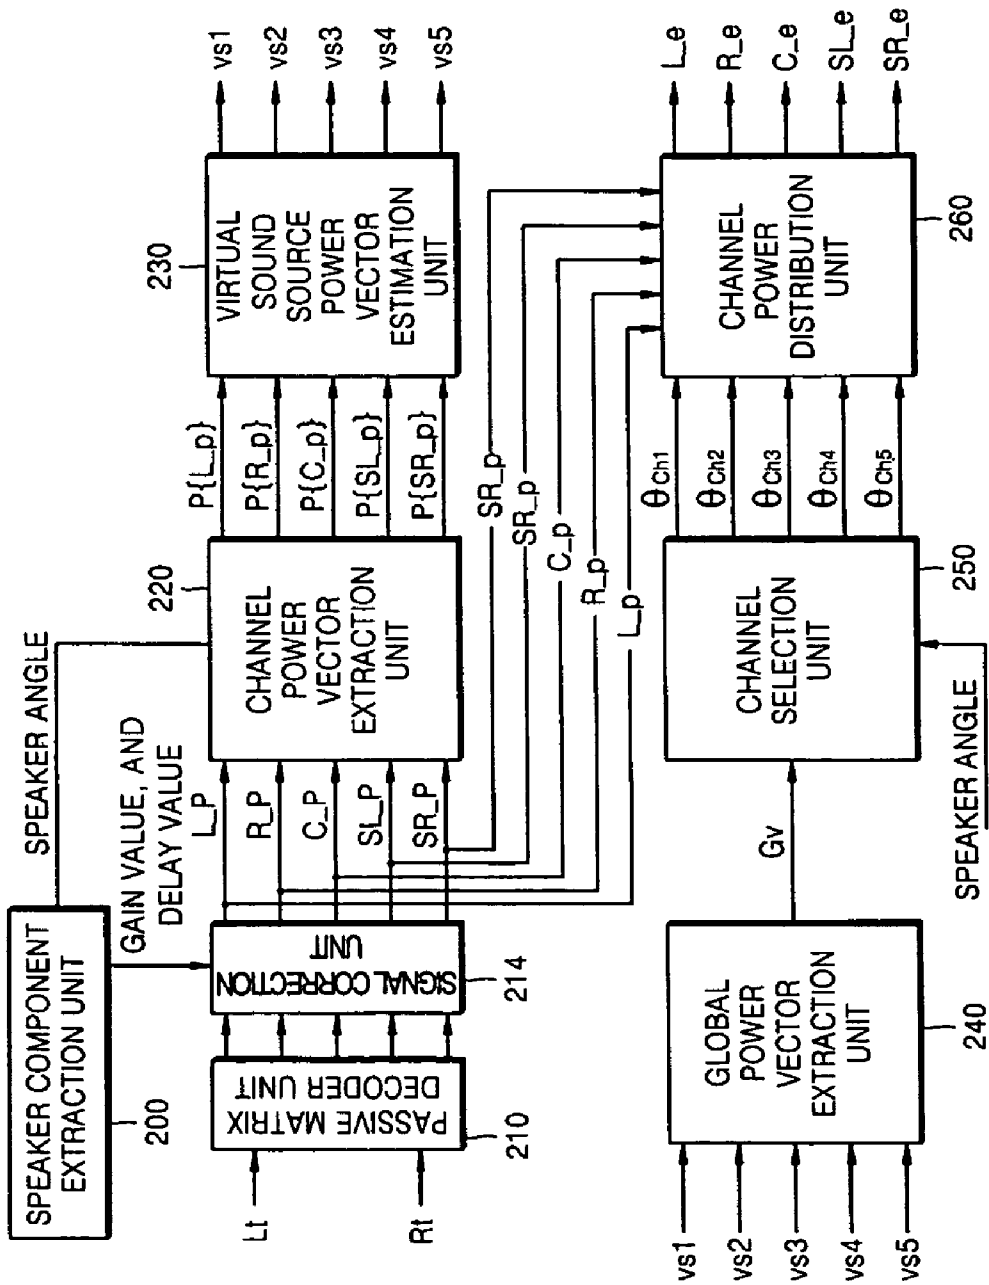 SPEAKER COMPONENT
EXTRACTION UNIT
200
SPEAKER ANGLE
GAIN VALUE, AND
DELAY VALUE
Lt
Rt
PASSIVE MATRIX
DECODER UNIT
210
SIGNAL CORRECTION
UNIT
214
L_P
R_P
C_P
SL_P
SR_P
220
CHANNEL
POWER
VECTOR
EXTRACTION
UNIT
P{L_p}
P{R_p}
P{C_p}
P{SL_p}
P{SR_p}
230
VIRTUAL
SOUND
SOURCE
POWER
VECTOR
ESTIMATION
UNIT
vs1
vs2
vs3
vs4
vs5
SR_p
SR_p
C_p
R_p
L_p
vs1
vs2
vs3
vs4
vs5
GLOBAL
POWER
VECTOR
EXTRACTION
UNIT
240
Gv
SPEAKER ANGLE
CHANNEL
SELECTION
UNIT
250
θCh1
θCh2
θCh3
θCh4
θCh5
CHANNEL
POWER
DISTRIBUTION
UNIT
260
L_e
R_e
C_e
SL_e
SR_e